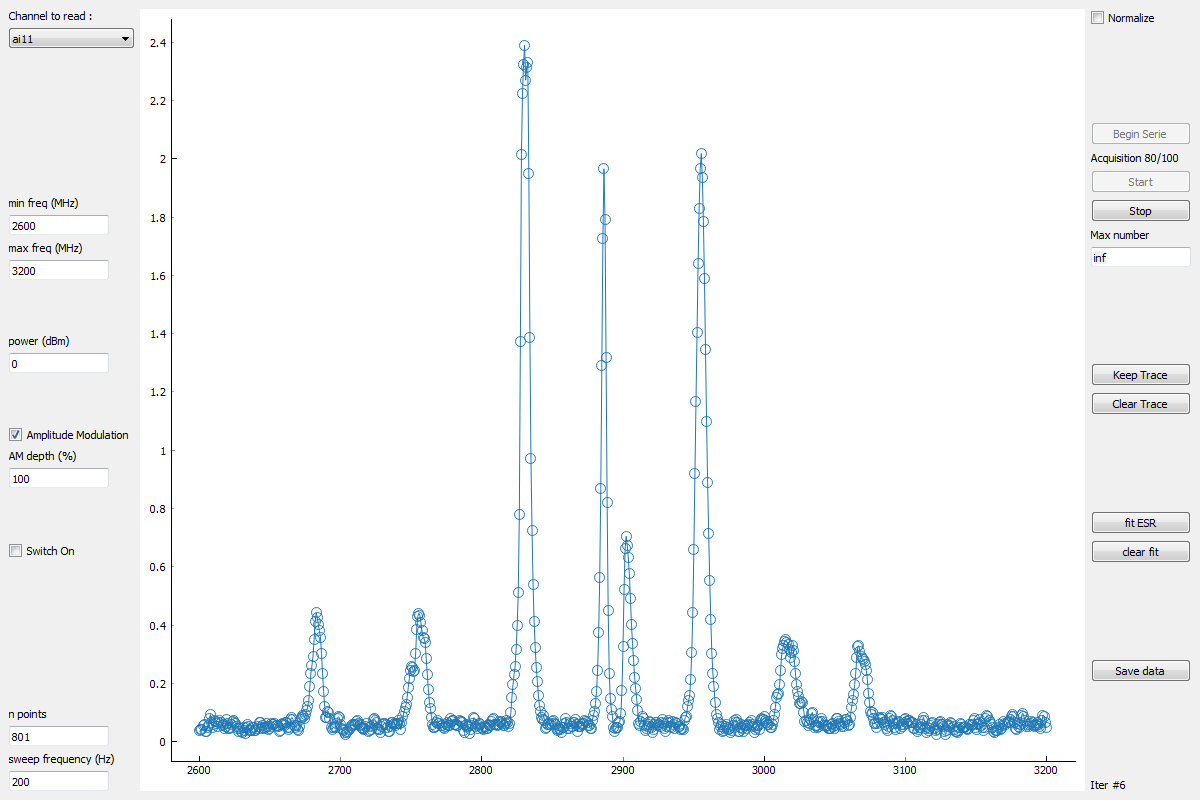 Channel to read :
ai11
min freq (MHz)
2600
max freq (MHz)
3200
power (dBm)
0
Amplitude Modulation
AM depth (%)
100
Switch On
n points
801
sweep frequency (Hz)
200
2.4
2.2
2
1.8
1.6
1.4
1.2
1
0.8
0.6
0.4
0.2
0
2600 2700 2800 2900 3000 3100 3200
Normalize
Begin Serie
Acquisition 80/100
Start
Stop
Max number
inf
Keep Trace
Clear Trace
fit ESR
clear fit
Save data
Iter #6